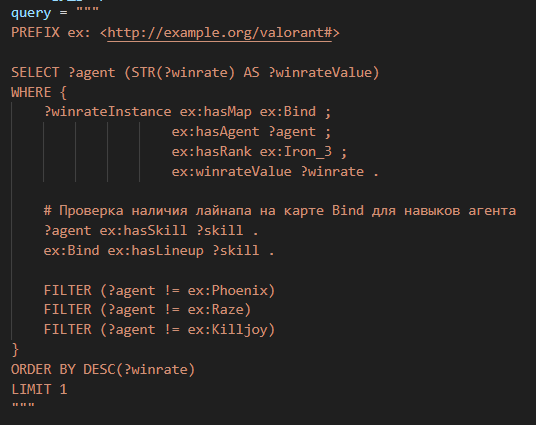 query = """
PREFIX ex: <http://example.org/valorant#>
SELECT ?agent (STR(?winrate) AS ?winrateValue)
WHERE {
?winrateInstance ex:hasMap ex:Bind ;
ex:hasAgent ?agent ;
ex:hasRank ex:Iron_3 ;
ex:winrateValue ?winrate .
# Проверка наличия лайнапа на карте Bind для навыков агента
?agent ex:hasSkill ?skill .
ex:Bind ex:hasLineup ?skill .
FILTER (?agent != ex:Phoenix)
FILTER (?agent != ex:Raze)
FILTER (?agent != ex:Killjoy)
}
ORDER BY DESC(?winrate)
LIMIT 1
"""